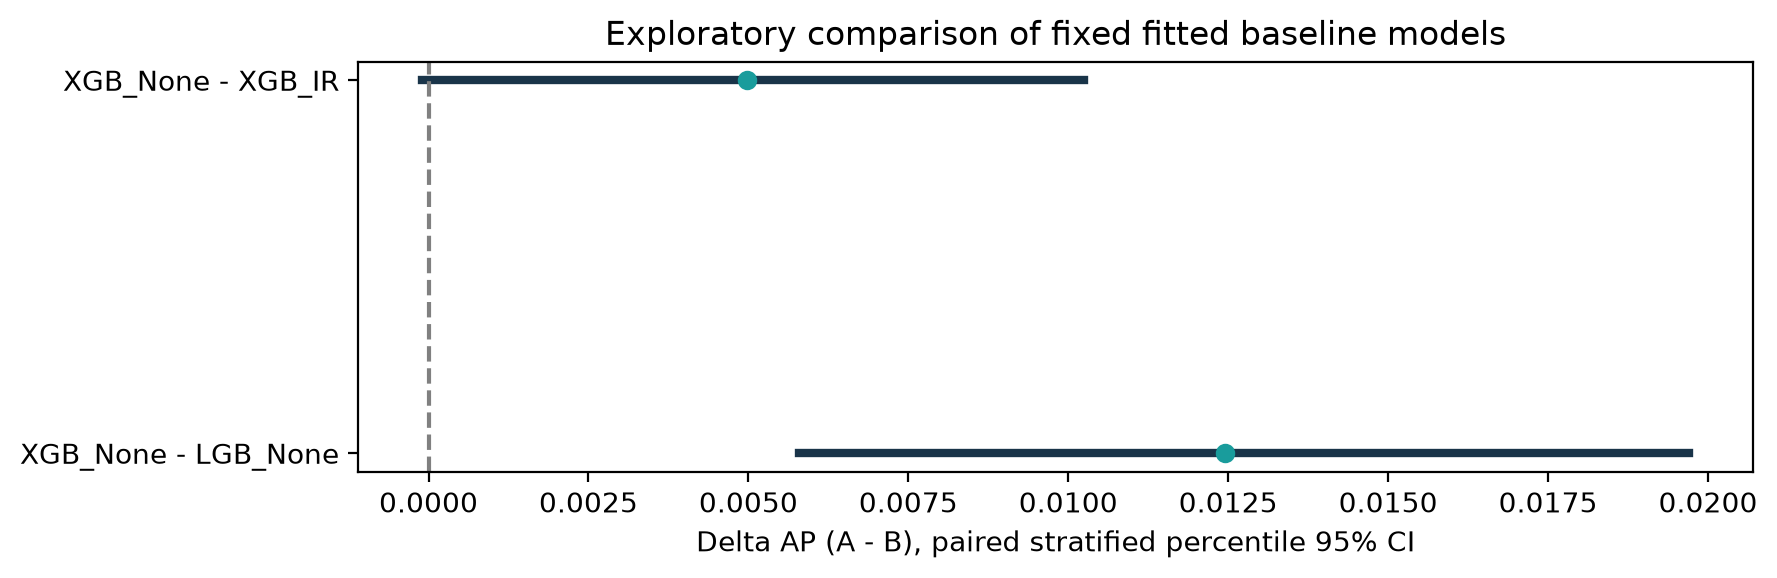 Exploratory comparison of fixed fitted baseline models
XGB_None - XGB_IR
XGB_None - LGB_None
0.0000 0.0025 0.0050 0.0075 0.0100 0.0125 0.0150 0.0175 0.0200
Delta AP (A - B), paired stratified percentile 95% CI